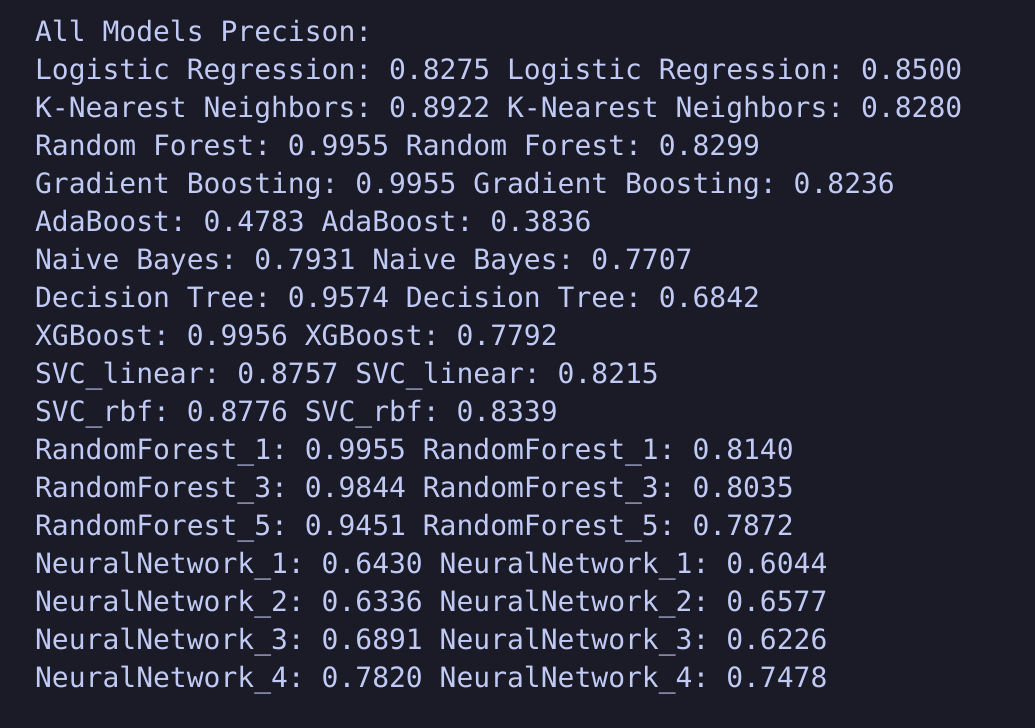 All Models Precison:
Logistic Regression: 0.8275 Logistic Regression: 0.8500
K-Nearest Neighbors: 0.8922 K-Nearest Neighbors: 0.8280
Random Forest: 0.9955 Random Forest: 0.8299
Gradient Boosting: 0.9955 Gradient Boosting: 0.8236
AdaBoost: 0.4783 AdaBoost: 0.3836
Naive Bayes: 0.7931 Naive Bayes: 0.7707
Decision Tree: 0.9574 Decision Tree: 0.6842
XGBoost: 0.9956 XGBoost: 0.7792
SVC_linear: 0.8757 SVC_linear: 0.8215
SVC_rbf: 0.8776 SVC_rbf: 0.8339
RandomForest_1: 0.9955 RandomForest_1: 0.8140
RandomForest_3: 0.9844 RandomForest_3: 0.8035
RandomForest_5: 0.9451 RandomForest_5: 0.7872
NeuralNetwork_1: 0.6430 NeuralNetwork_1: 0.6044
NeuralNetwork_2: 0.6336 NeuralNetwork_2: 0.6577
NeuralNetwork_3: 0.6891 NeuralNetwork_3: 0.6226
NeuralNetwork_4: 0.7820 NeuralNetwork_4: 0.7478